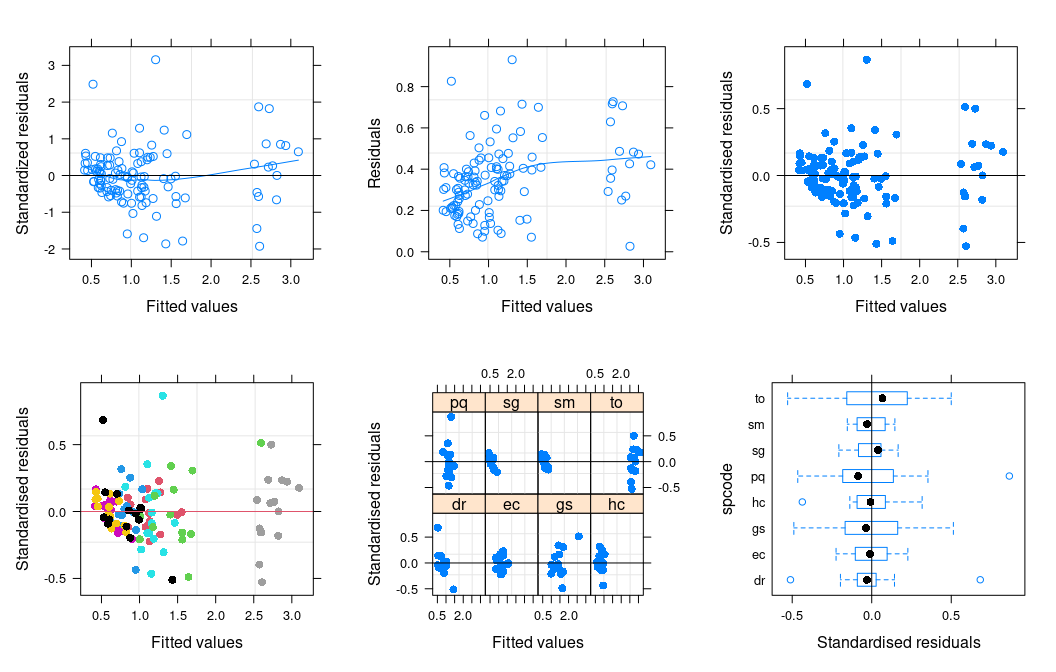 Standardized residuals
3
2
1
0
-1
-2
0.5 1.0 1.5 2.0 2.5 3.0
Fitted values
Residuals
0.8
0.6
0.4
0.2
0.0
0.5 1.0 1.5 2.0 2.5 3.0
Fitted values
Standardised residuals
0.5
0.0
-0.5
0.5 1.0 1.5 2.0 2.5 3.0
Fitted values
Standardised residuals
0.5
0.0
-0.5
0.5 1.0 1.5 2.0 2.5 3.0
Fitted values
Standardised residuals
0.5 2.0 0.5 2.0
pq sg sm to
0.5
0.0
-0.5
dr ec gs hc
0.5
0.0
-0.5
0.5 2.0 0.5 2.0
Fitted values
spcode
to
sm
sg
pq
hc
gs
ec
dr
-0.5 0.0 0.5
Standardised residuals